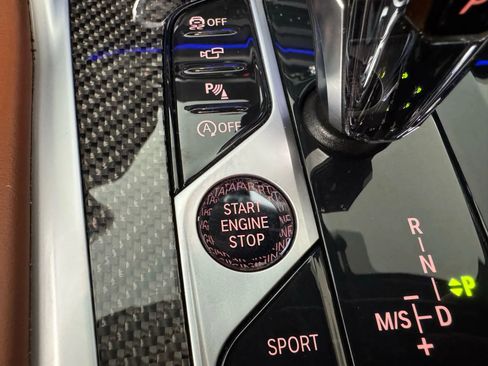 OFF
P
A OFF
START
ENGINE
STOP
SPORT
R
N
P
M/S D
+